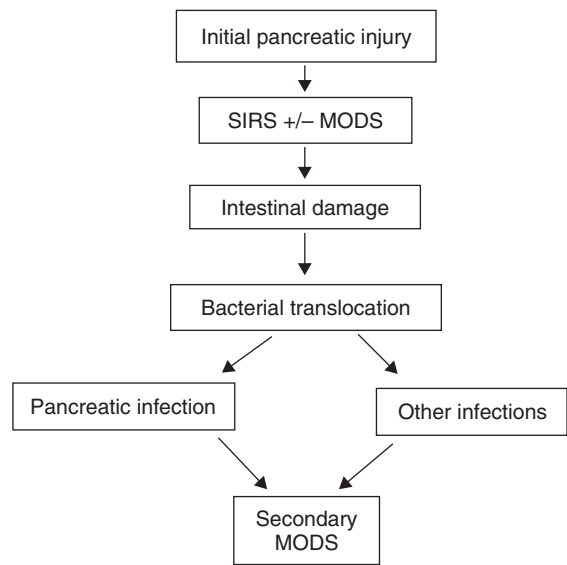 Initial pancreatic injury
SIRS +/– MODS
Intestinal damage
Bacterial translocation
Pancreatic infection
Other infections
Secondary
MODS